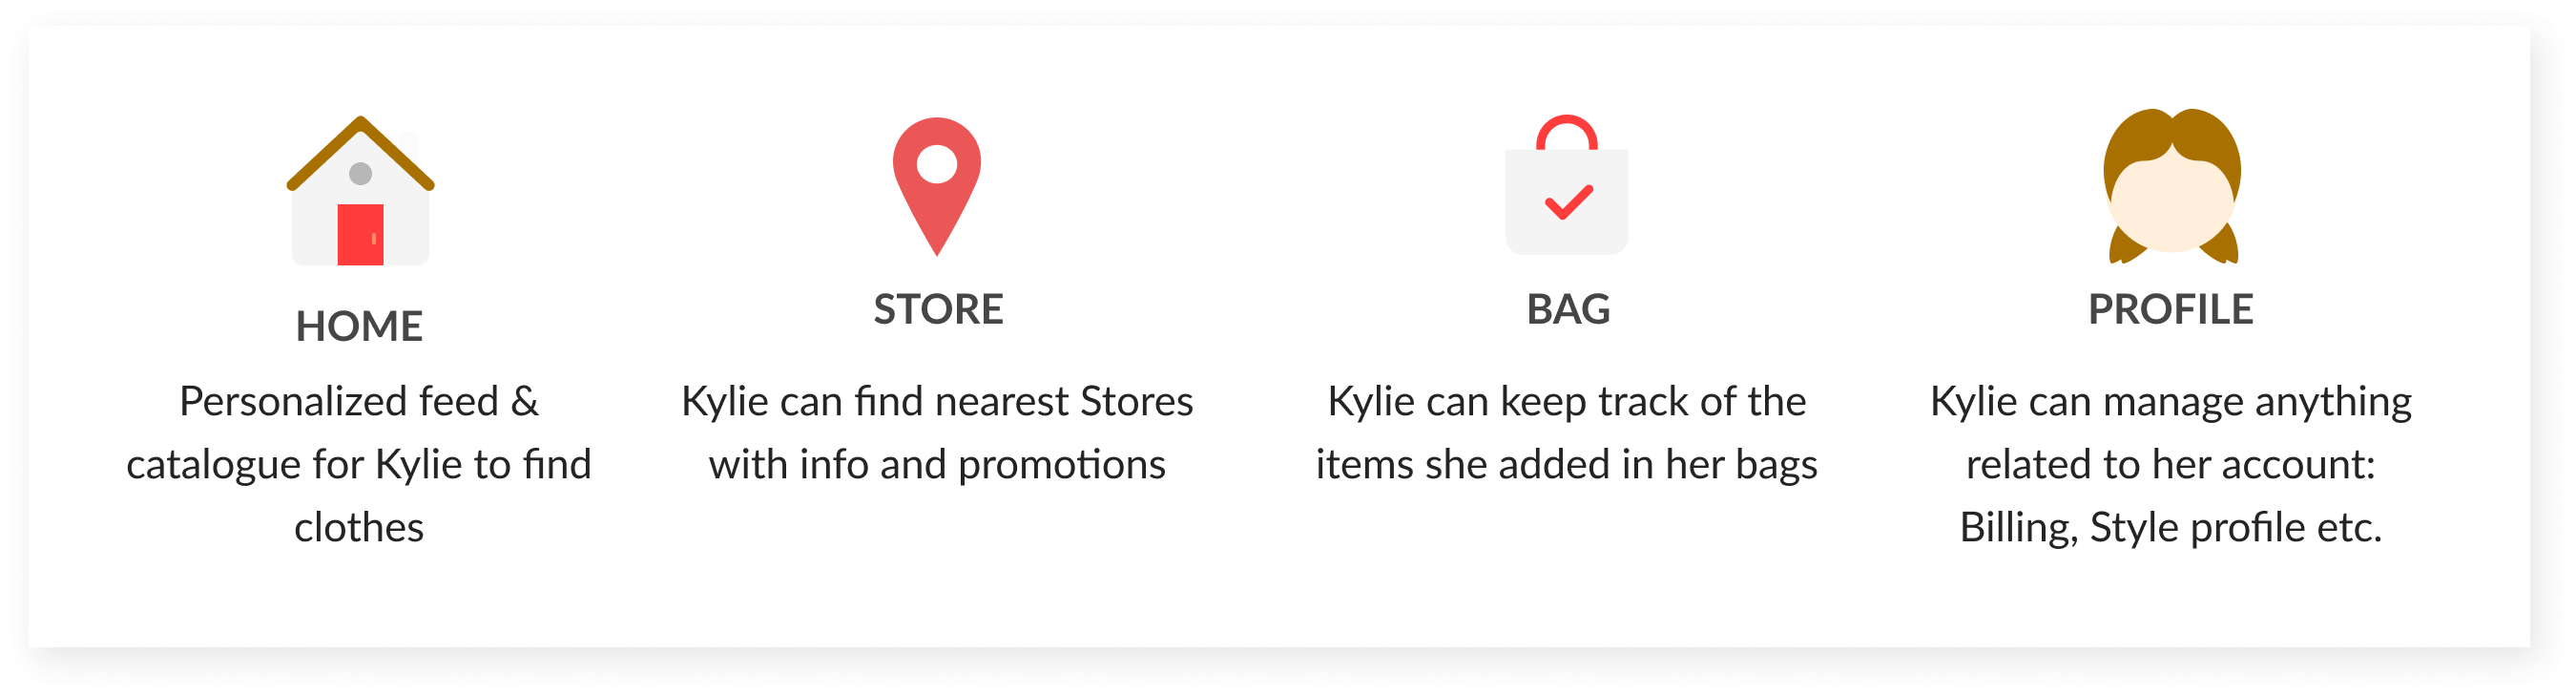 HOME
Personalized feed &
catalogue for Kylie to find
clothes
STORE
Kylie can find nearest Stores
with info and promotions
BAG
Kylie can keep track of the
items she added in her bags
PROFILE
Kylie can manage anything
related to her account:
Billing, Style profile etc.